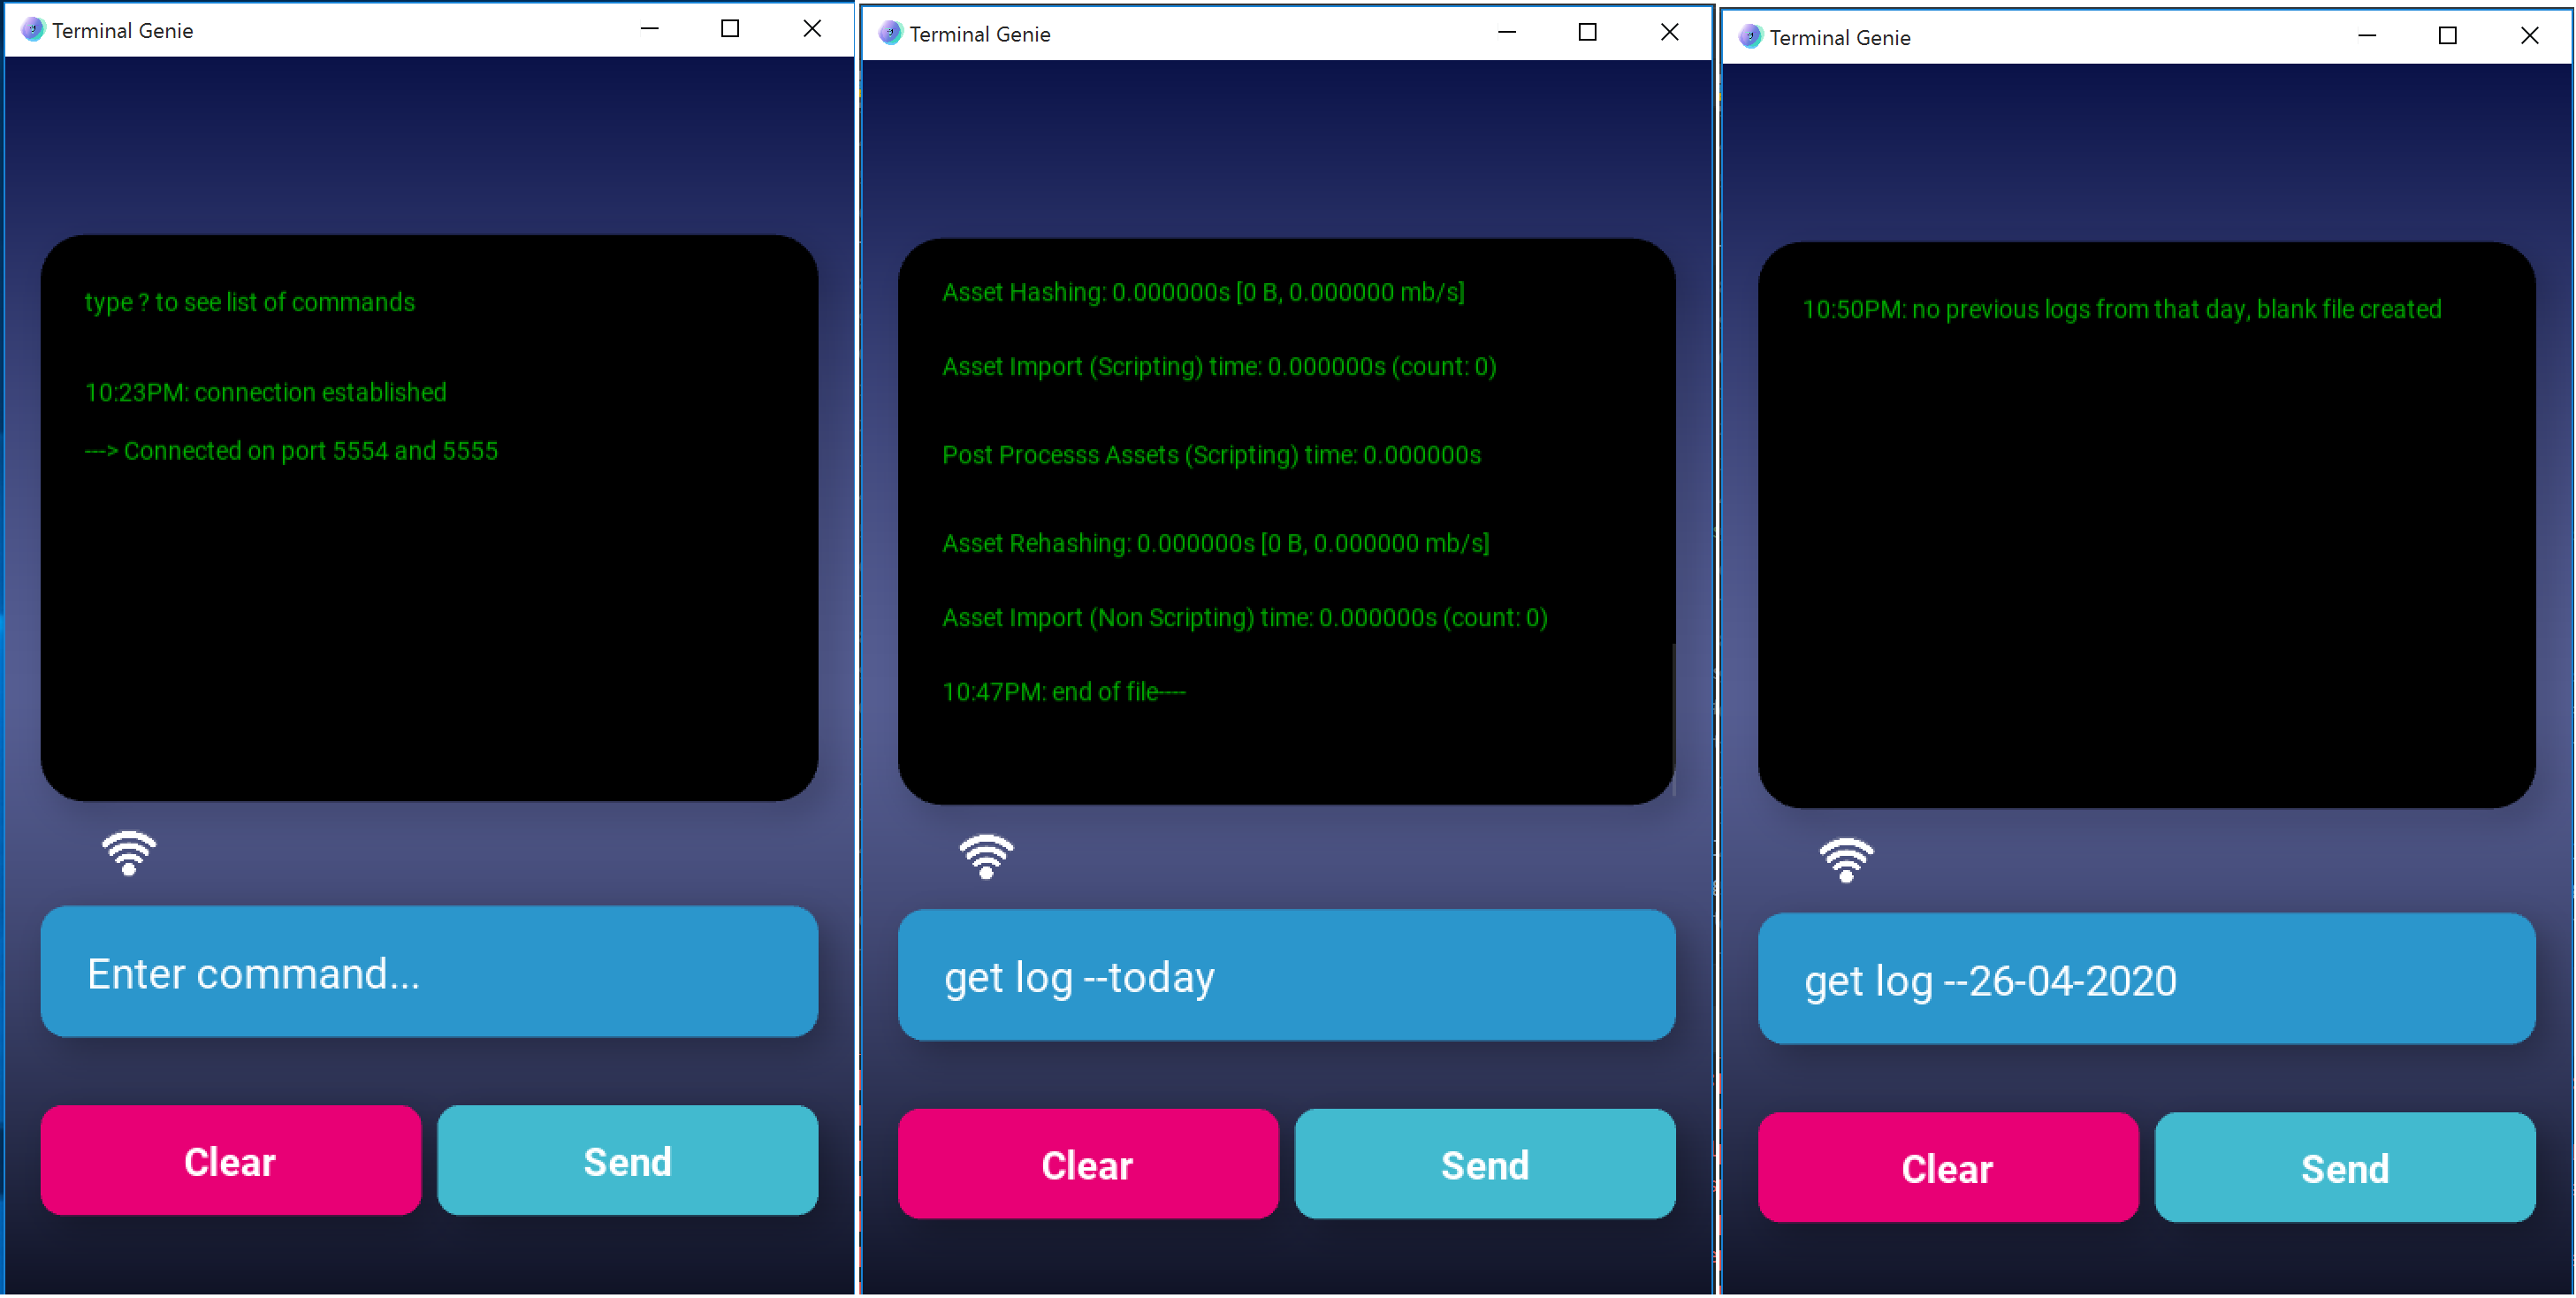 Terminal Genie
type ? to see list of commands
10:23PM: connection established
---> Connected on port 5554 and 5555
Enter command...
Clear
Send
Terminal Genie
Asset Hashing: 0.000000s [0 B, 0.000000 mb/s]
Asset Import (Scripting) time: 0.000000s (count: 0)
Post Processs Assets (Scripting) time: 0.000000s
Asset Rehashing: 0.000000s [0 B, 0.000000 mb/s]
Asset Import (Non Scripting) time: 0.000000s (count: 0)
10:47PM: end of file----
get log --today
Clear
Send
Terminal Genie
10:50PM: no previous logs from that day, blank file created
get log --26-04-2020
Clear
Send